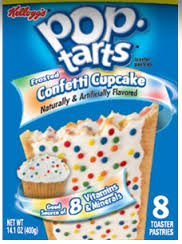 Kellogg's
POP·
tarts
toaster
pastries
Frosted
Confetti Cupcake
Naturally & Artificially Flavored
Good
Source of 8 Vitamins
& Minerals
NET WT
14.1 OZ (400g)
8
TOASTER
PASTRIES